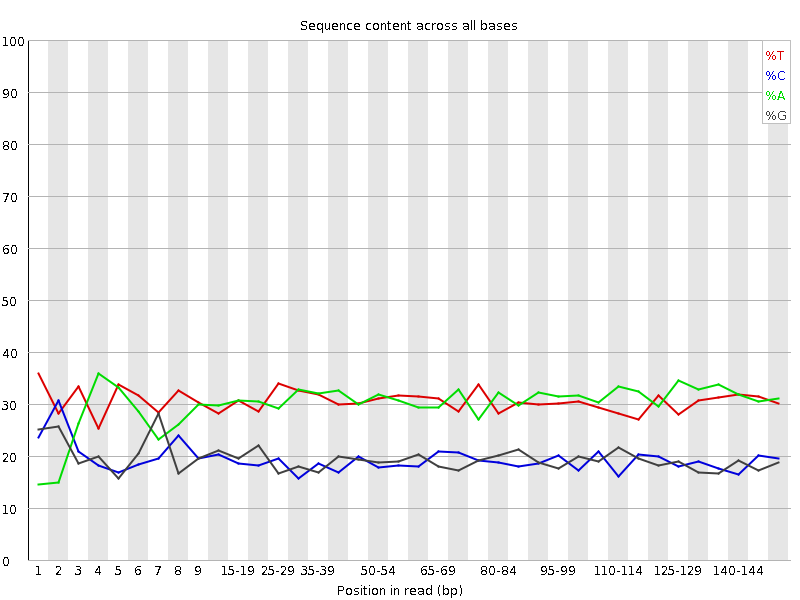 Sequence content across all bases
100
90
80
70
60
50
40
30
20
10
0
%T
%C
%A
%G
1 2 3 4 5 6 7 8 9 15-19 25-29 35-39 50-54 65-69 80-84 95-99 110-114 125-129 140-144
Position in read (bp)